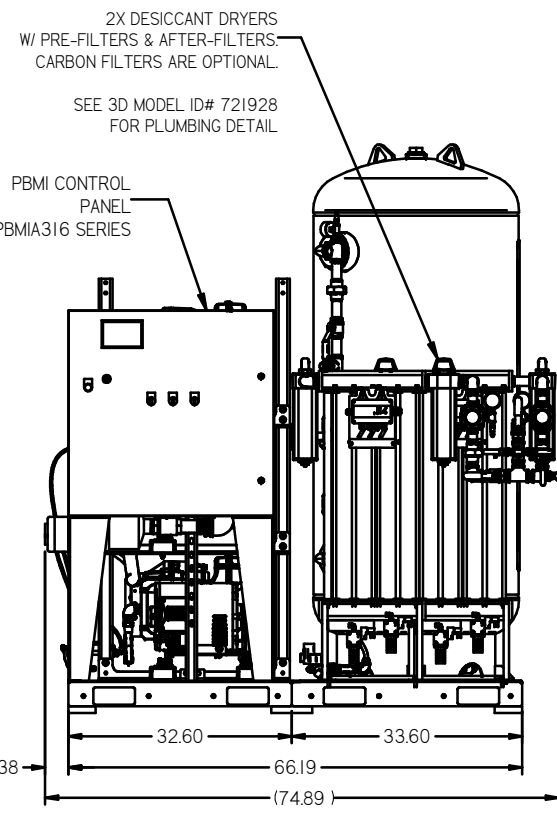 2X DESICCANT DRYERS
W/ PRE-FILTERS & AFTER-FILTERS.
CARBON FILTERS ARE OPTIONAL.
SEE 3D MODEL ID# 721928
FOR PLUMBING DETAIL
PBMI CONTROL
PANEL
PBMIA316 SERIES
32.60
33.60
38
66.19
(74.89 )